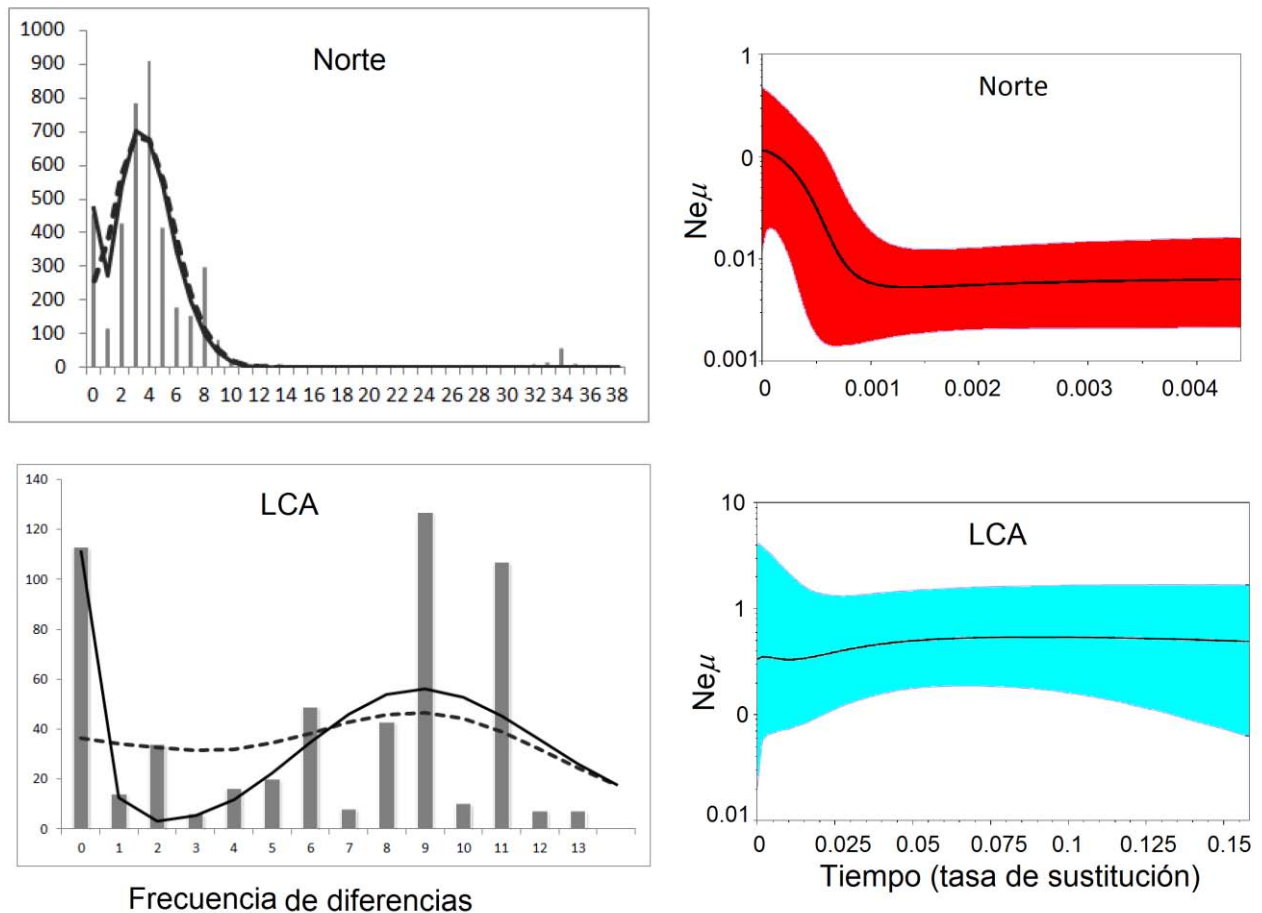 Norte
1000
900
800
700
600
500
400
300
200
100
0
0 2 4 6 8 10 12 14 16 18 20 22 24 26 28 30 32 34 36 38
Norte
Neμ
1
0
0.01
0.001
0 0.001 0.002 0.003 0.004
LCA
140
120
100
80
60
40
20
0
0 1 2 3 4 5 6 7 8 9 10 11 12 13
Frecuencia de diferencias
LCA
Neμ
10
1
0
0.01
0 0.025 0.05 0.075 0.1 0.125 0.15
Tiempo (tasa de sustitución)